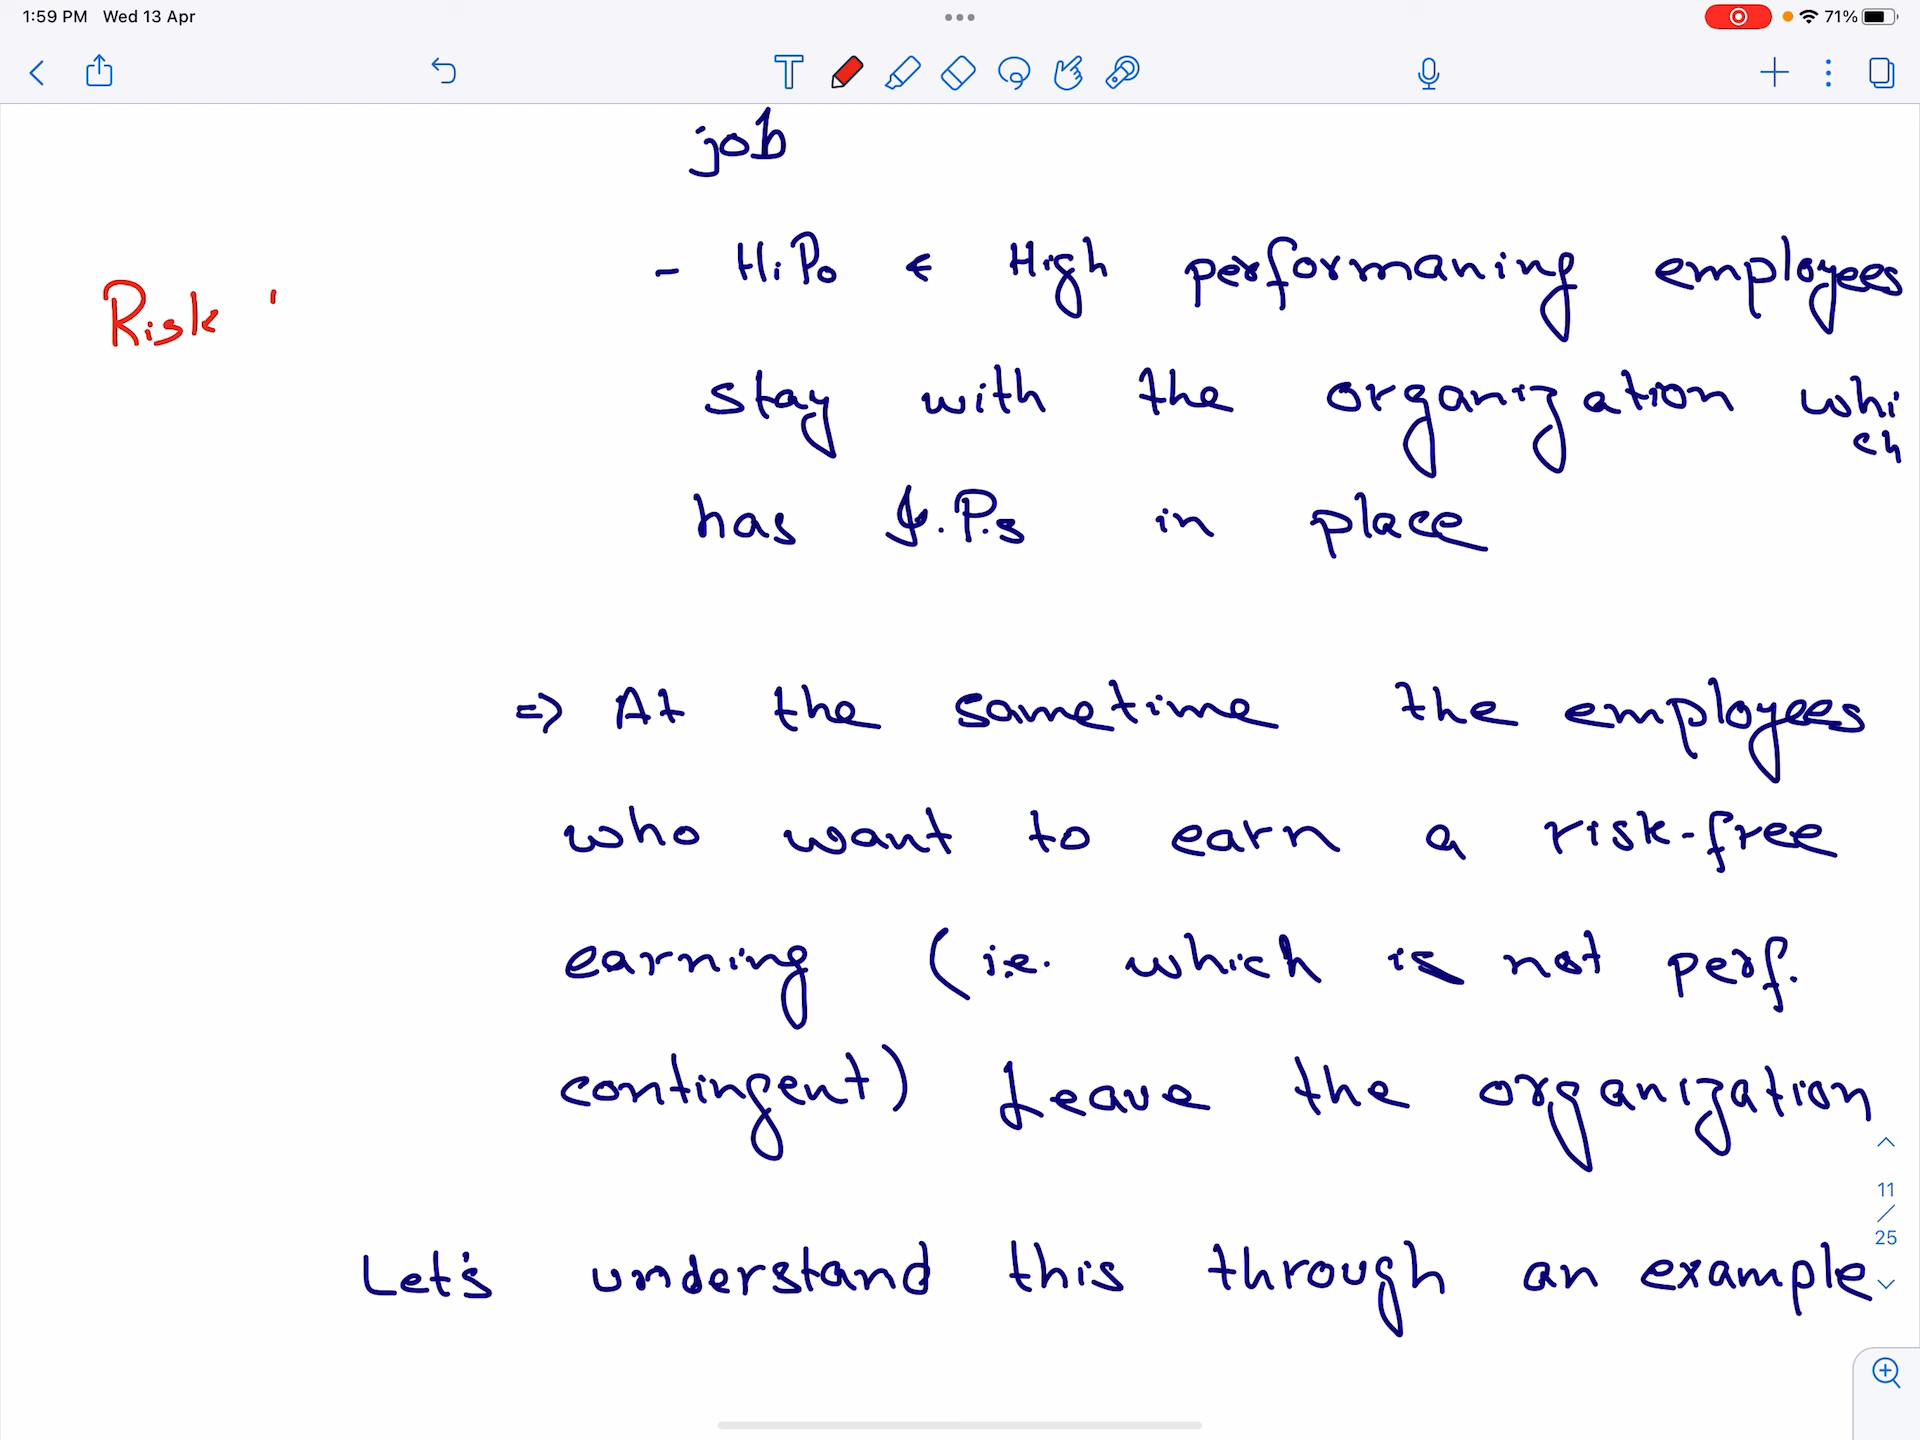 1:59 PM Wed 13 Apr
71%
T
job
- HiPo & High performaning employees
Risk '
stay with the organization whi
ch
has I.P.s in place
=> At the sametime the employees
who want to earn a risk-free
earning (i.e. which is not perf.
contingent) Leave the organization
11
/
25
Let's understand this through an example